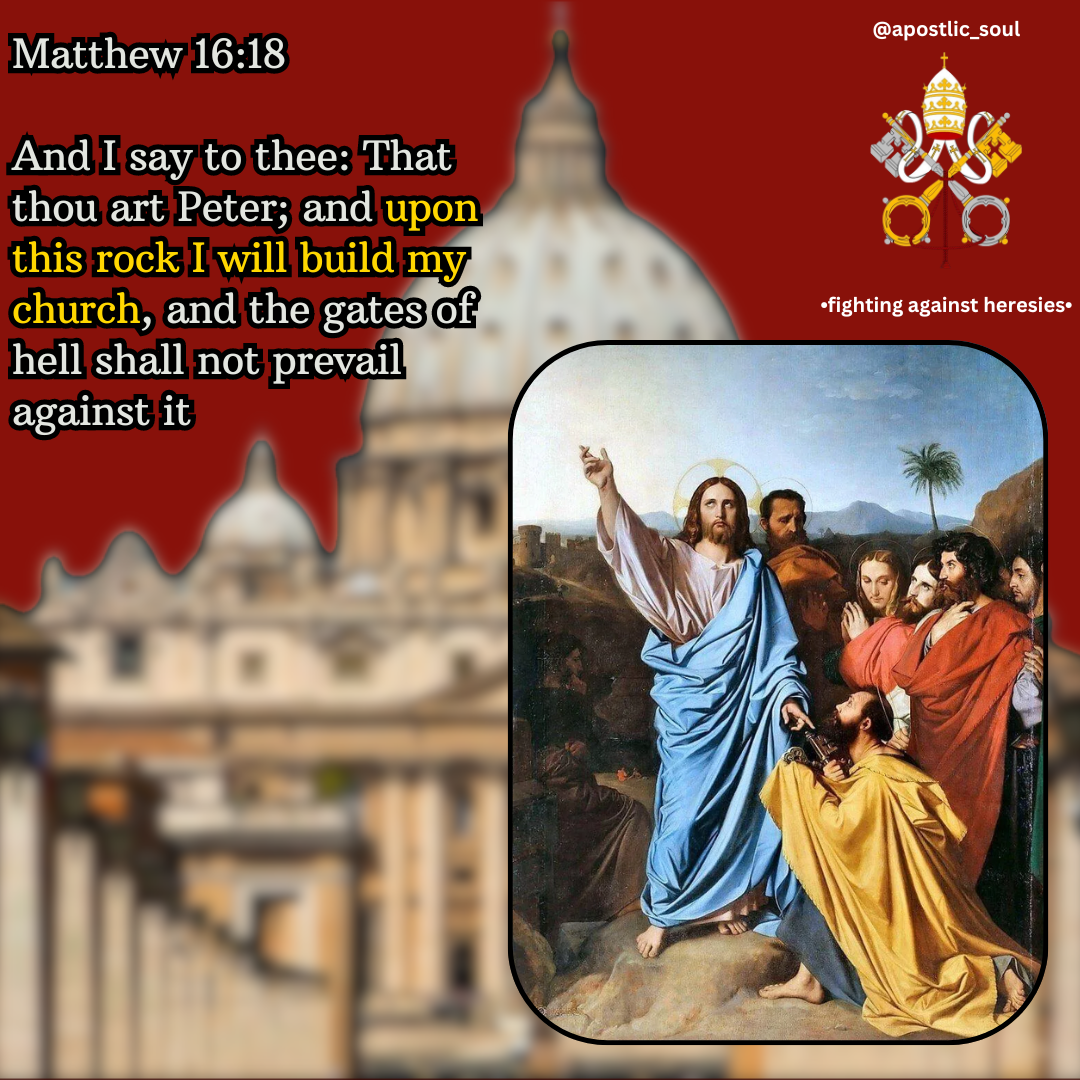 Matthew 16:18
And I say to thee: That
thou art Peter; and upon
this rock I will build my
church, and the gates of
hell shall not prevail
against it
@apostlic_soul
•fighting against heresies•